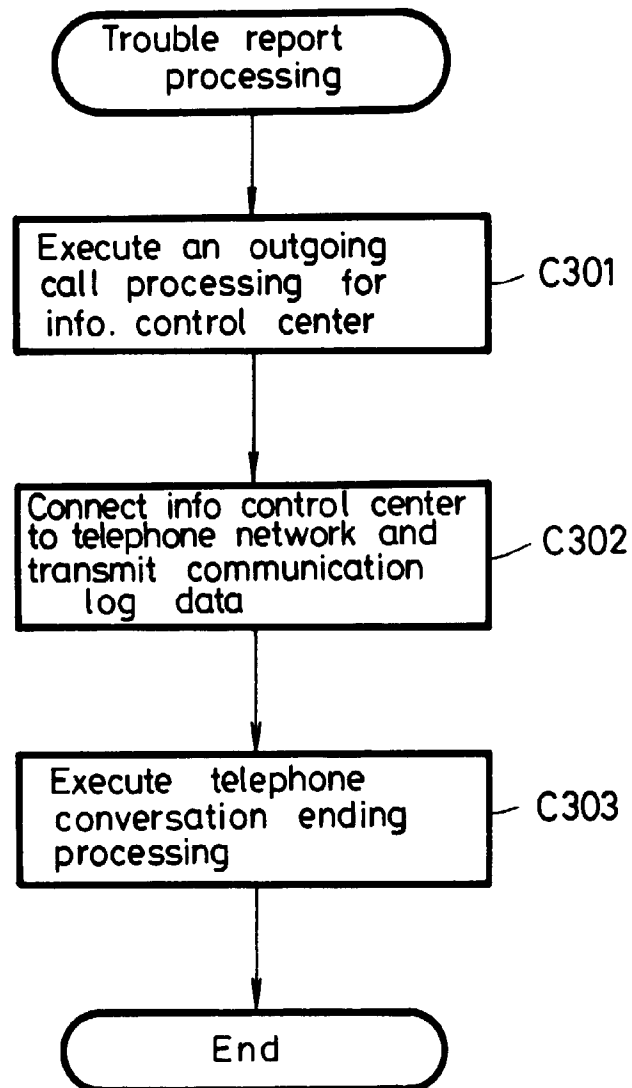 Trouble report
processing
Execute an outgoing
call processing for
info. control center
C301
Connect info control center
to telephone network and
transmit communication
log data
C302
Execute telephone
conversation ending
processing
C303
End